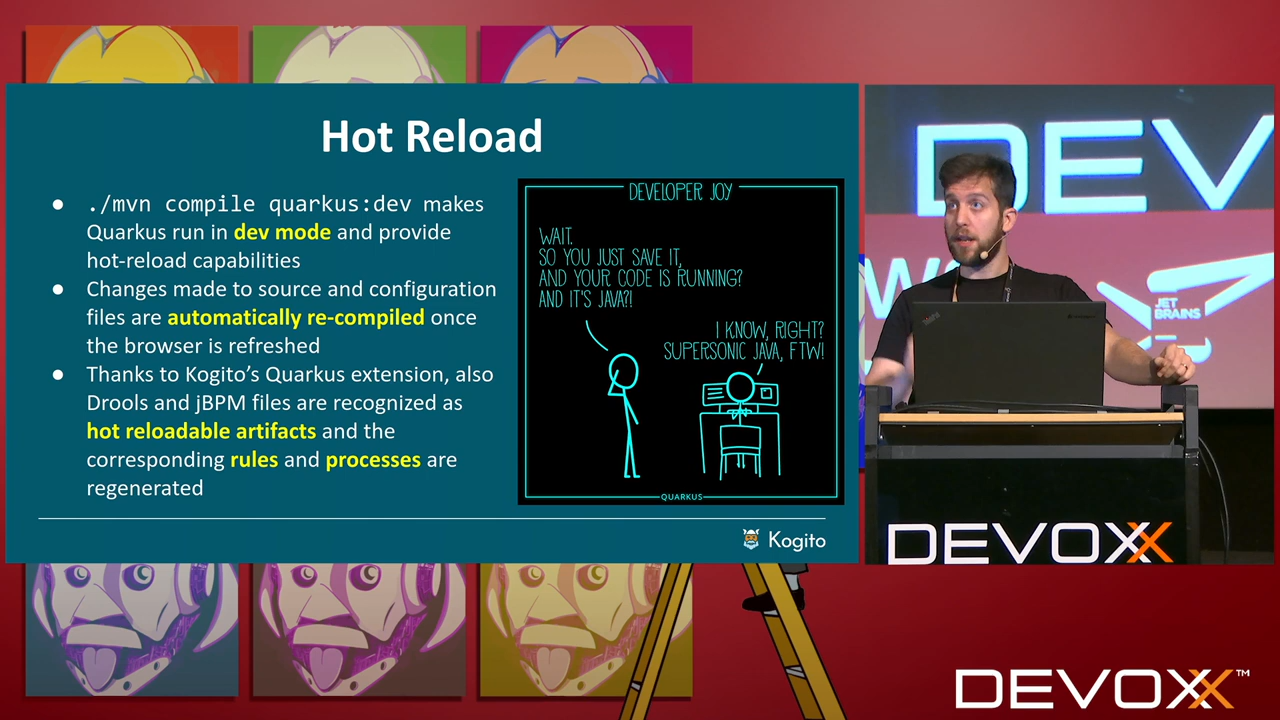 Hot Reload
● ./mvn compile quarkus:dev makes
Quarkus run in dev mode and provide
hot-reload capabilities
● Changes made to source and configuration
files are automatically re-compiled once
the browser is refreshed
● Thanks to Kogito’s Quarkus extension, also
Drools and jBPM files are recognized as
hot reloadable artifacts and the
corresponding rules and processes are
regenerated
DEVELOPER JOY
WAIT.
SO YOU JUST SAVE IT,
AND YOUR CODE IS RUNNING?
AND IT'S JAVA?!
I KNOW, RIGHT?
SUPERSONIC JAVA, FTW!
QUARKUS
Kogito
DEV
JET
BRAINS
ThinkPad
DEVOXX
DEVOXX™